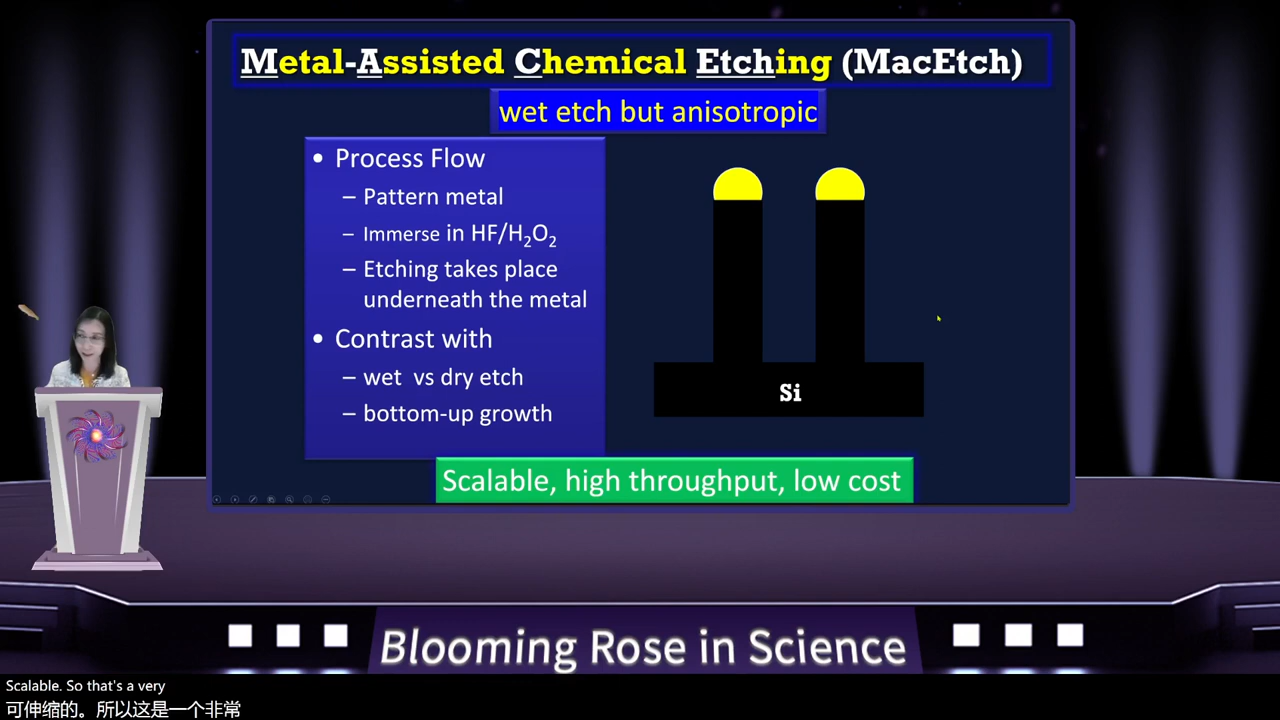 Metal-Assisted Chemical Etching (MacEtch)
wet etch but anisotropic
• Process Flow
– Pattern metal
– Immerse in HF/H₂O₂
– Etching takes place
underneath the metal
• Contrast with
– wet vs dry etch
– bottom-up growth
Si
Scalable, high throughput, low cost
Blooming Rose in Science
Scalable. So that's a very
可伸缩的。所以这是一个非常